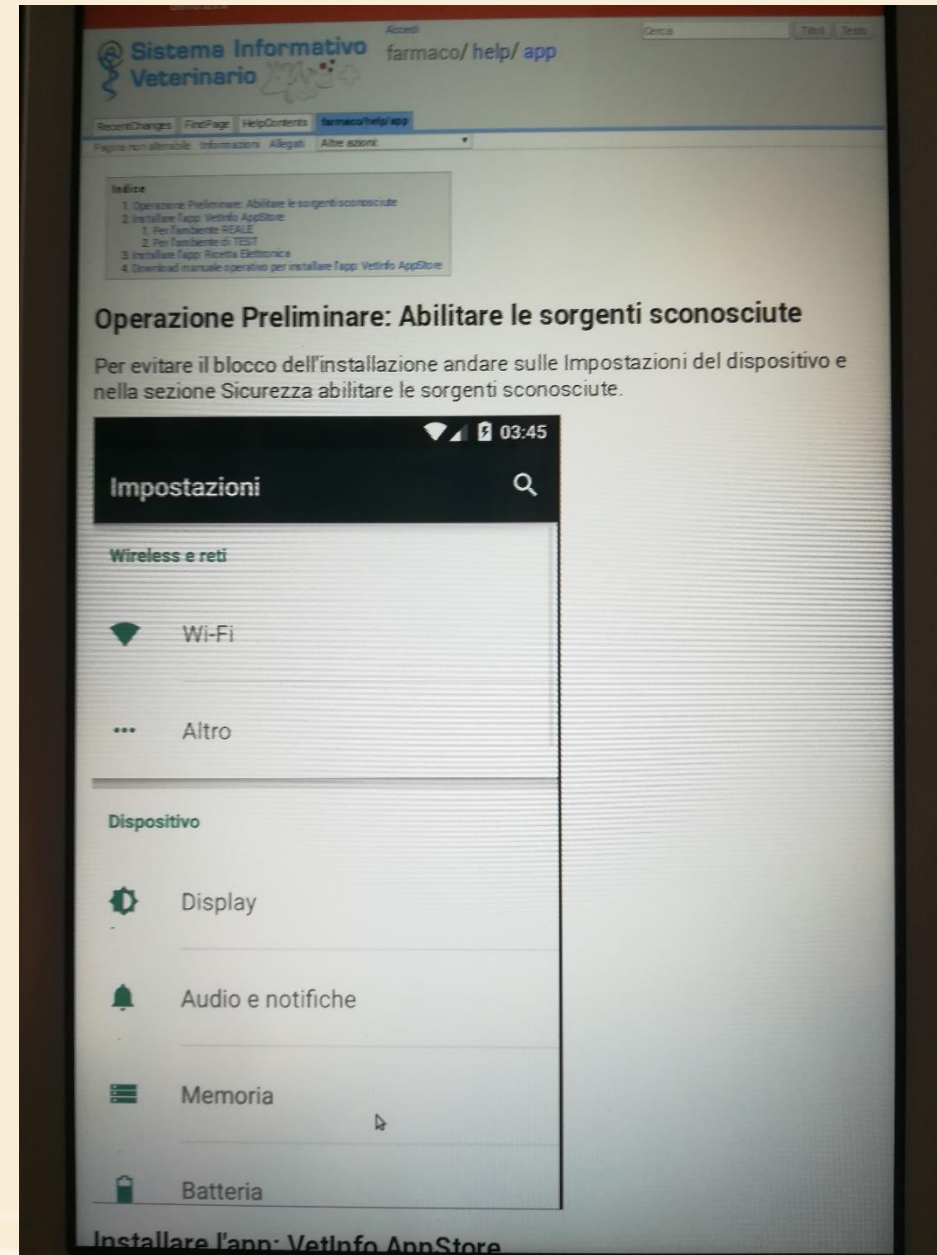 Accedi
Sistema Informativo
Veterinario
farmaco/ help/ app
Cerca
Titoli Testo
RecentChanges FindPage HelpContents farmaco/help/app
Pagina non alterabile Informazioni Allegati Altre azioni:
Indice
1. Operazione Preliminare: Abilitare le sorgenti sconosciute
2. Installare l'app: VetInfo AppStore
1. Per l'ambiente REALE
2. Per l'ambiente di TEST
3. Installare l'app: Ricetta Elettronica
4. Download manuale operativo per installare l'app: VetInfo AppStore
Operazione Preliminare: Abilitare le sorgenti sconosciute
Per evitare il blocco dell'installazione andare sulle Impostazioni del dispositivo e
nella sezione Sicurezza abilitare le sorgenti sconosciute.
03:45
Impostazioni
Wireless e reti
Wi-Fi
Altro
Dispositivo
Display
Audio e notifiche
Memoria
Batteria
Installare l'app: VetInfo AppStore